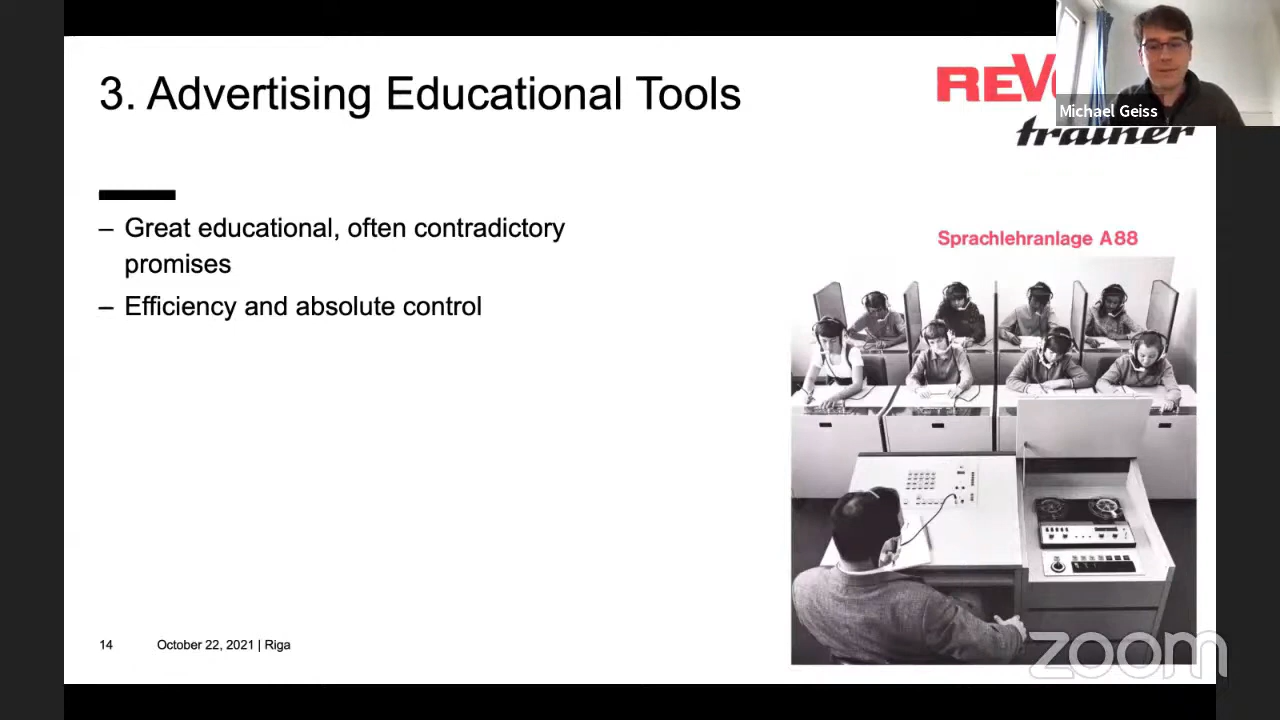 3. Advertising Educational Tools
Michael Geiss
trainer
– Great educational, often contradictory
promises
– Efficiency and absolute control
Sprachlehranlage A88
14 October 22, 2021 | Riga
zoom